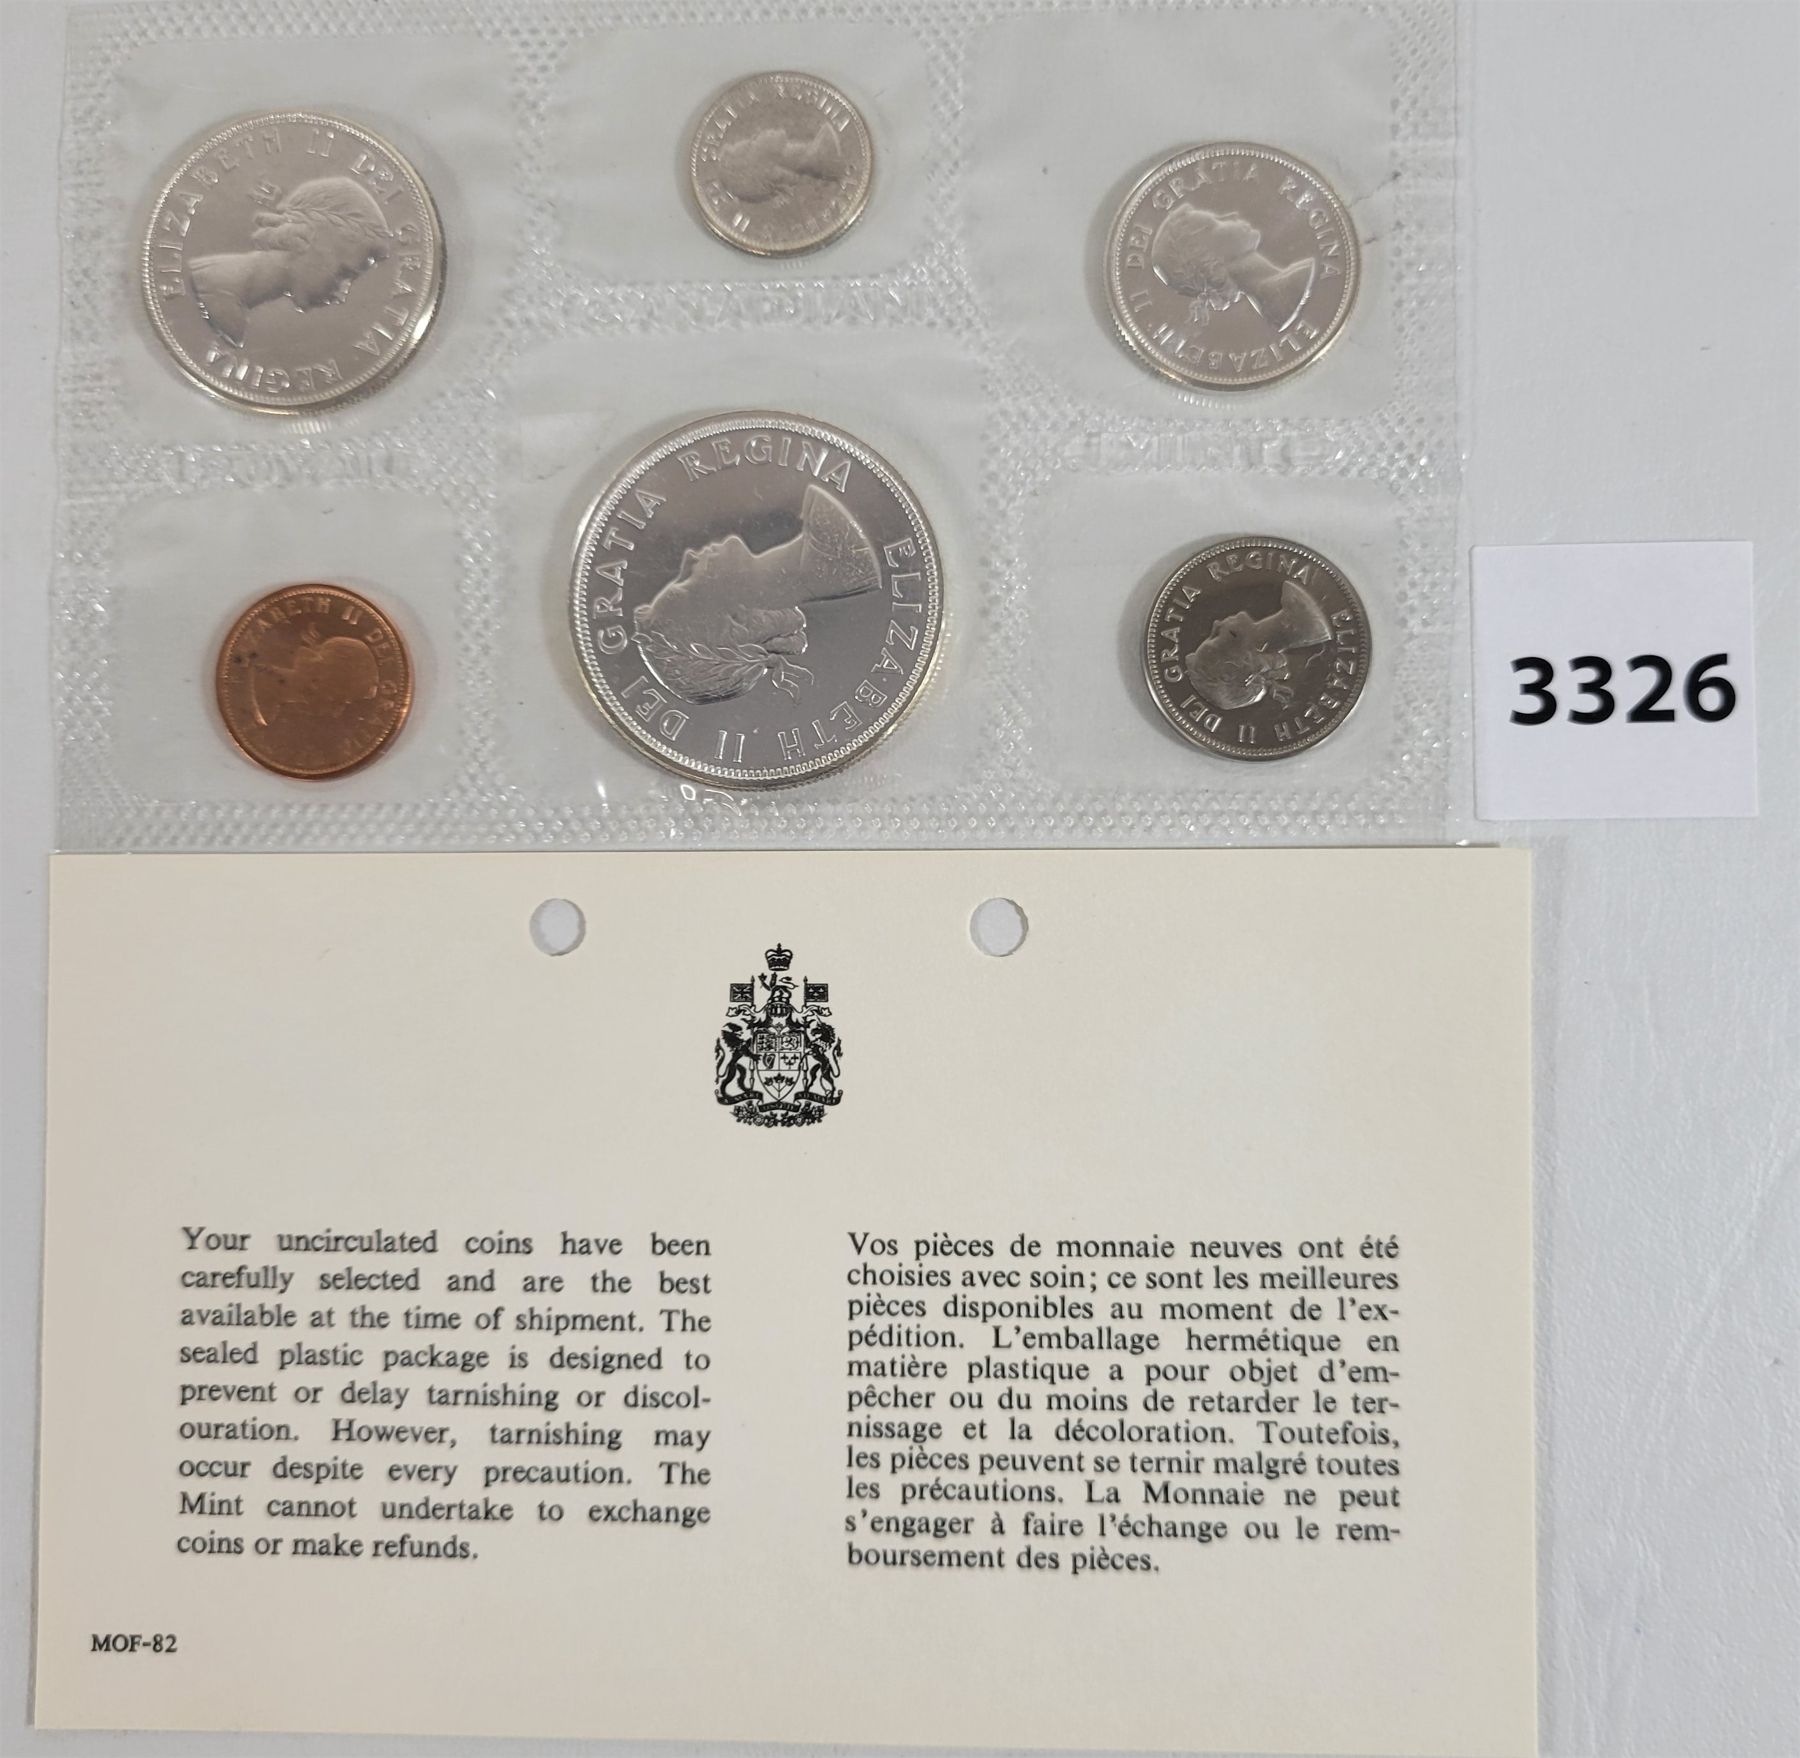 ELIZABETH II DEI GRATIA REGINA
GRATIA REGINA
II DEI GRATIA REGINA
ELIZABETH
CANADIAN
ROYAL
MINT
ELIZABETH II DEI GRATIA
ELIZABETH II DEI GRATIA REGINA
ELIZABETH II DEI GRATIA REGINA
3326
Your uncirculated coins have been
carefully selected and are the best
available at the time of shipment. The
sealed plastic package is designed to
prevent or delay tarnishing or discol-
ouration. However, tarnishing may
occur despite every precaution. The
Mint cannot undertake to exchange
coins or make refunds.
Vos pièces de monnaie neuves ont été
choisies avec soin; ce sont les meilleures
pièces disponibles au moment de l'ex-
pédition. L'emballage hermétique en
matière plastique a pour objet d'em-
pêcher ou du moins de retarder le ter-
nissage et la décoloration. Toutefois,
les pièces peuvent se ternir malgré toutes
les précautions. La Monnaie ne peut
s'engager à faire l'échange ou le rem-
boursement des pièces.
MOF-82